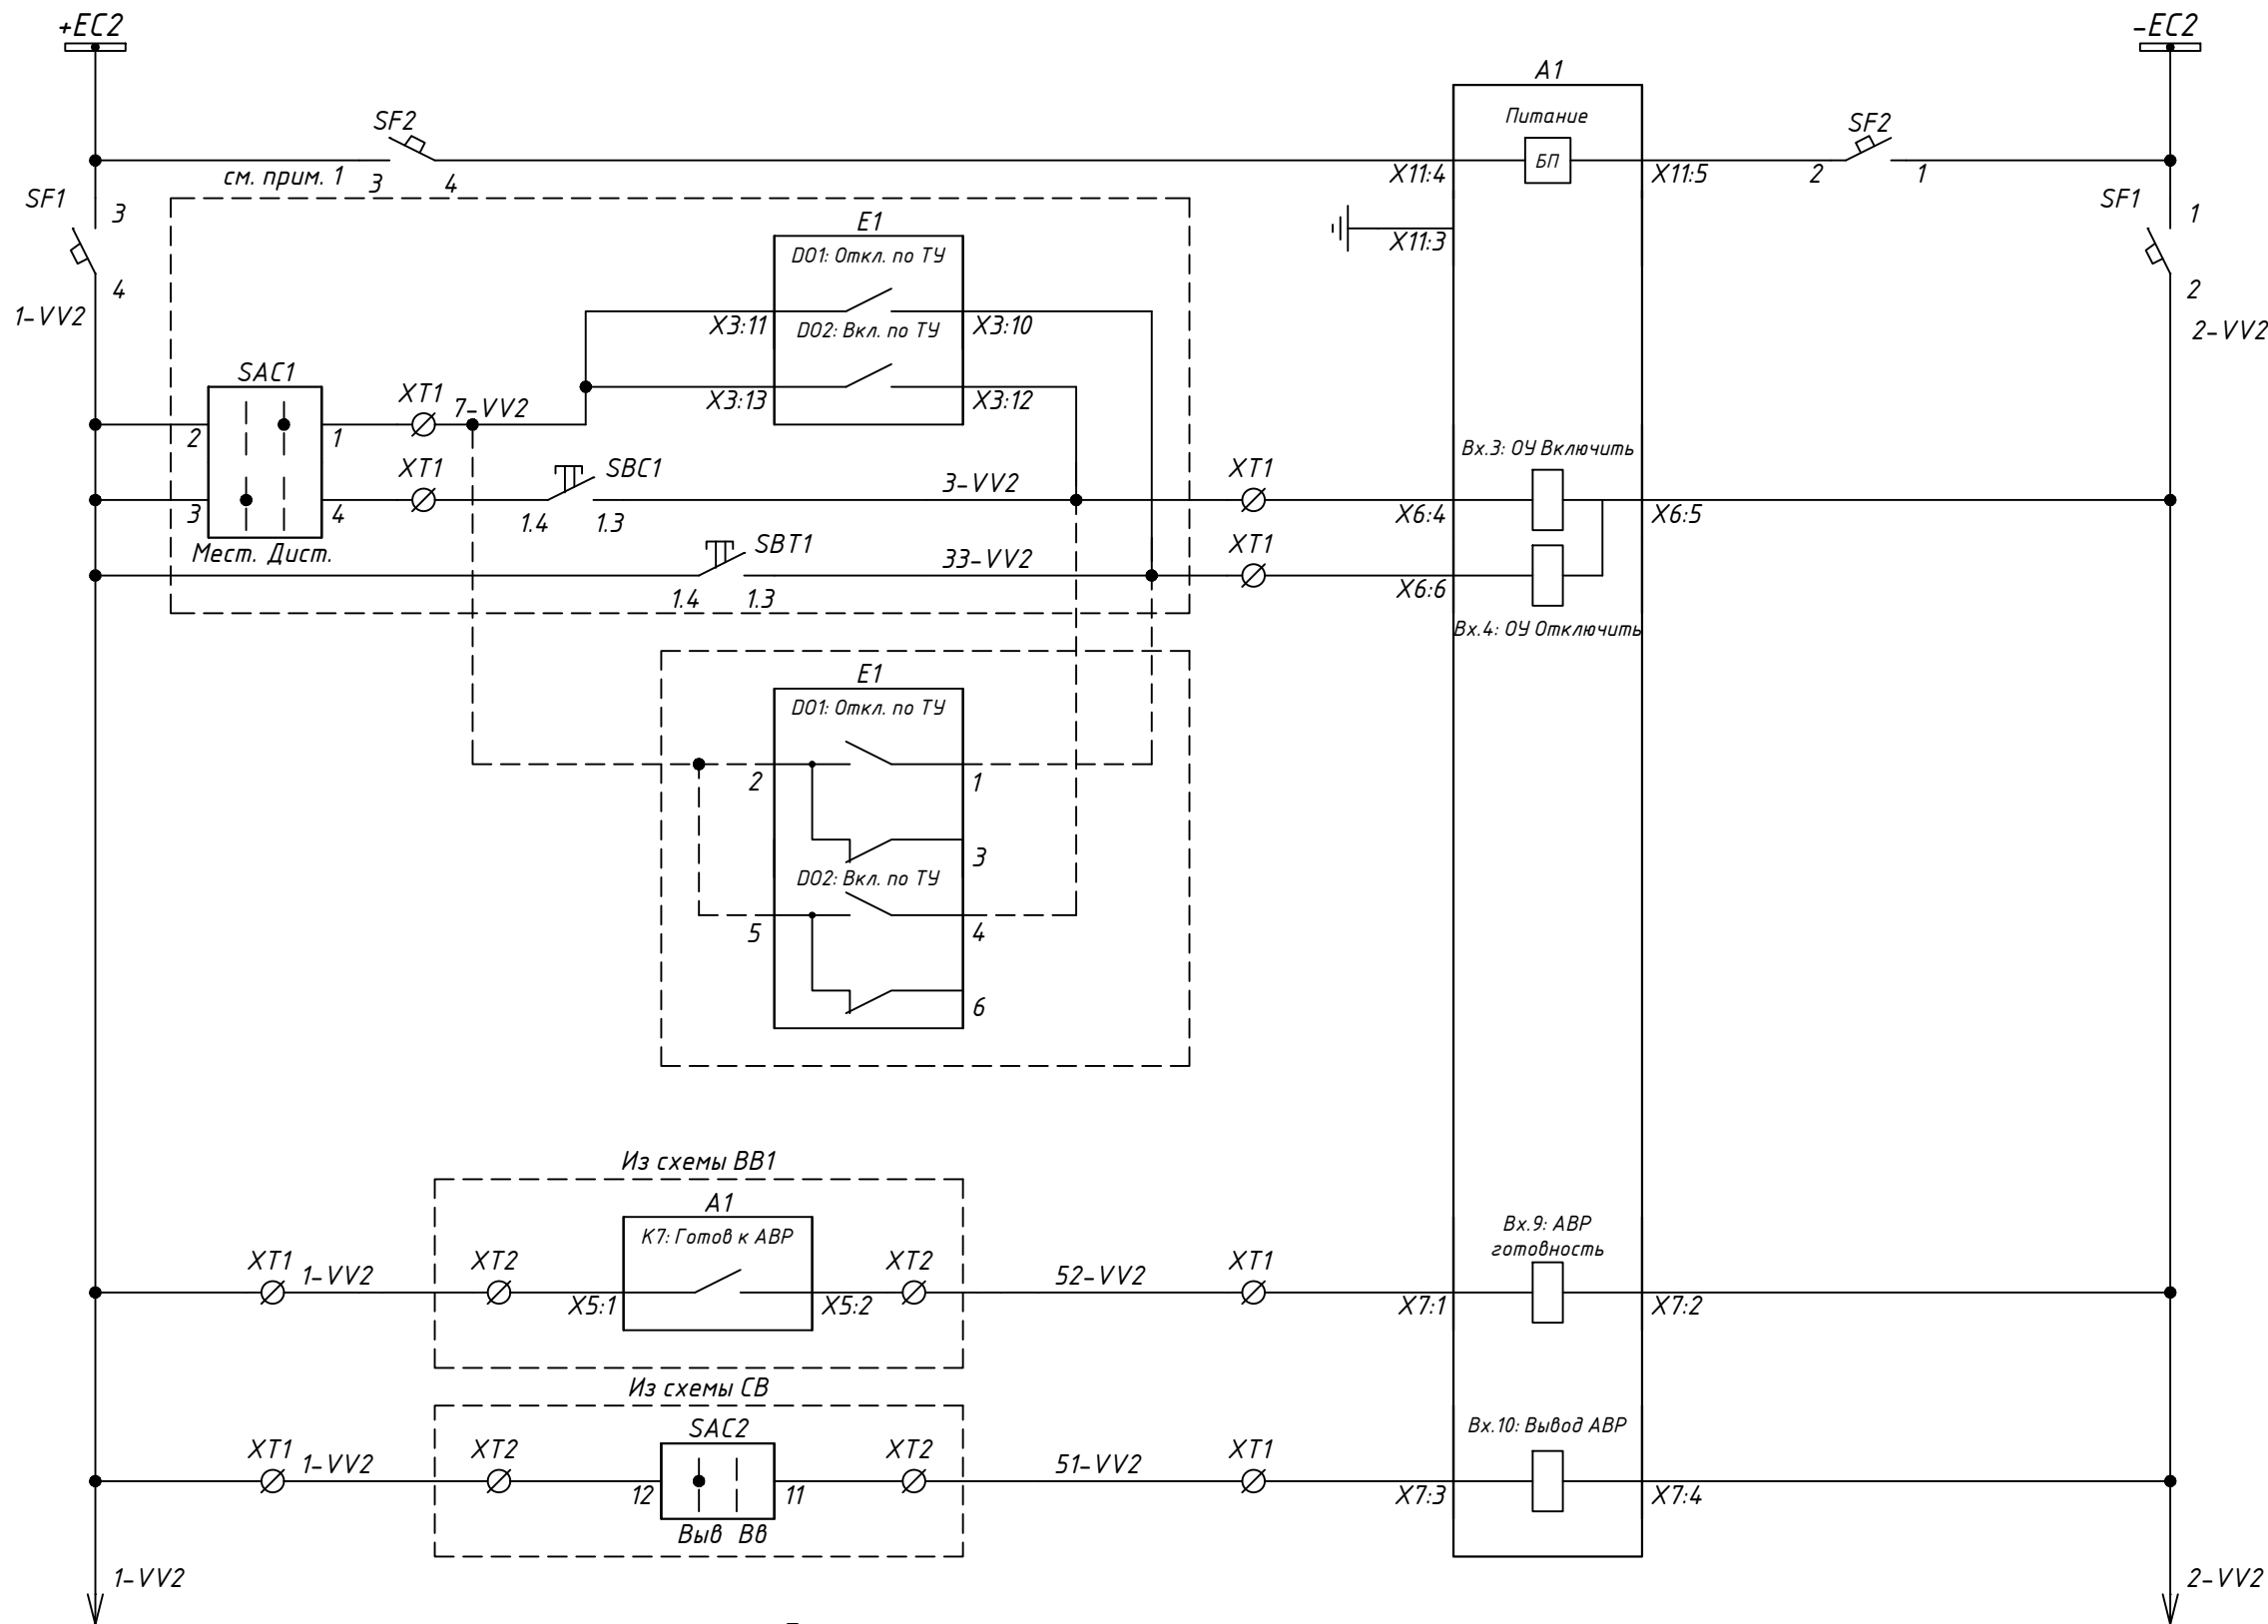 +EC2
-EC2
A1
Питание
SF2
SF2
БП
см. прим. 1
3
4
X11:4
X11:5
2
1
SF1
3
SF1
1
E1
X11:3
DO1: Откл. по ТУ
4
2
1-VV2
X3:11
X3:10
2-VV2
DO2: Вкл. по ТУ
SAC1
XT1
7-VV2
X3:13
X3:12
2
1
Вх.3: ОУ Включить
XT1
SBC1
3-VV2
XT1
3
4
1.4
1.3
X6:4
X6:5
Мест. Дист.
SBT1
33-VV2
XT1
1.4
1.3
X6:6
Вх.4: ОУ Отключить
E1
DO1: Откл. по ТУ
2
1
3
DO2: Вкл. по ТУ
5
4
6
Из схемы ВВ1
A1
K7: Готов к АВР
Вх.9: АВР
готовность
XT1
1-VV2
XT2
XT2
52-VV2
XT1
X5:1
X5:2
X7:1
X7:2
Из схемы СВ
SAC2
Вх.10: Вывод АВР
XT1
1-VV2
XT2
XT2
51-VV2
XT1
12
11
X7:3
X7:4
Выв Вв
1-VV2
2-VV2